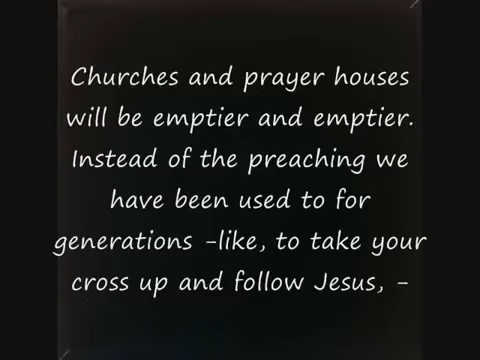 Churches and prayer houses
will be emptier and emptier.
Instead of the preaching we
have been used to for
generations -like, to take your
cross up and follow Jesus, -